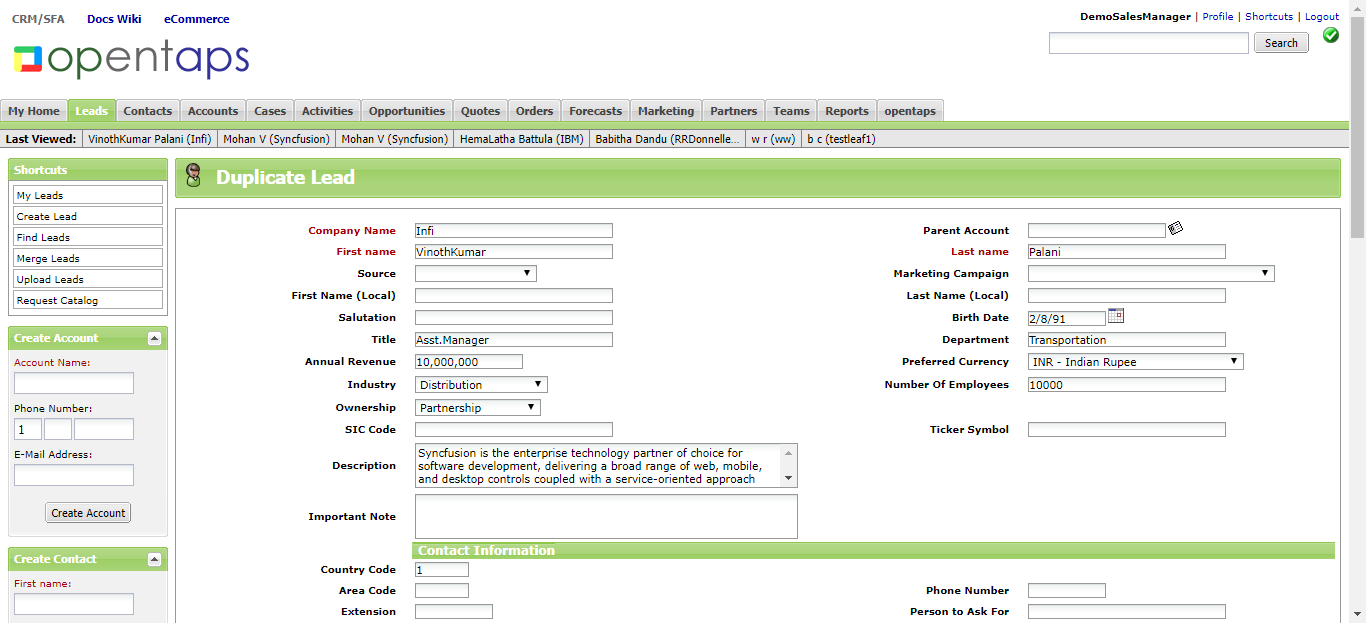 CRM/SFA Docs Wiki eCommerce
DemoSalesManager | Profile | Shortcuts | Logout
opentaps
Search
My Home Leads Contacts Accounts Cases Activities Opportunities Quotes Orders Forecasts Marketing Partners Teams Reports opentaps
Last Viewed: VinothKumar Palani (Infi) Mohan V (Syncfusion) Mohan V (Syncfusion) HemaLatha Battula (IBM) Babitha Dandu (RRDonnelle... w r (ww) b c (testleaf1)
Shortcuts
My Leads
Create Lead
Find Leads
Merge Leads
Upload Leads
Request Catalog
Create Account
Account Name:
Phone Number:
1
E-Mail Address:
Create Account
Create Contact
First name:
Duplicate Lead
Company Name Infi Parent Account
First name VinothKumar Last name Palani
Source Marketing Campaign
First Name (Local) Last Name (Local)
Salutation Birth Date 2/8/91
Title Asst.Manager Department Transportation
Annual Revenue 10,000,000 Preferred Currency INR - Indian Rupee
Industry Distribution Number Of Employees 10000
Ownership Partnership
SIC Code Ticker Symbol
Description Syncfusion is the enterprise technology partner of choice for
software development, delivering a broad range of web, mobile,
and desktop controls coupled with a service-oriented approach
Important Note
Contact Information
Country Code 1
Area Code Phone Number
Extension Person to Ask For